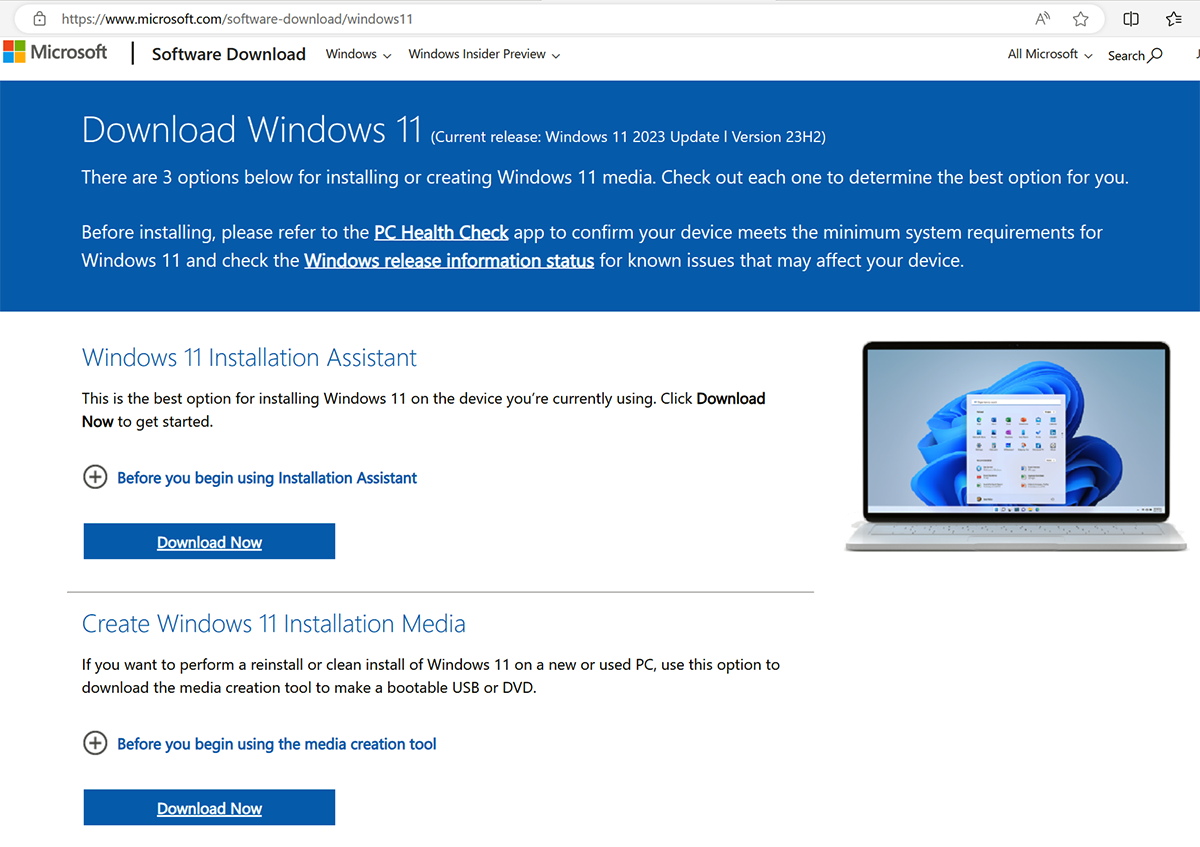 https://www.microsoft.com/software-download/windows11
Microsoft
Software Download
Windows
Windows Insider Preview
All Microsoft
Search
Download Windows 11 (Current release: Windows 11 2023 Update l Version 23H2)
There are 3 options below for installing or creating Windows 11 media. Check out each one to determine the best option for you.
Before installing, please refer to the PC Health Check app to confirm your device meets the minimum system requirements for
Windows 11 and check the Windows release information status for known issues that may affect your device.
Windows 11 Installation Assistant
This is the best option for installing Windows 11 on the device you’re currently using. Click Download
Now to get started.
Before you begin using Installation Assistant
Download Now
Create Windows 11 Installation Media
If you want to perform a reinstall or clean install of Windows 11 on a new or used PC, use this option to
download the media creation tool to make a bootable USB or DVD.
Before you begin using the media creation tool
Download Now